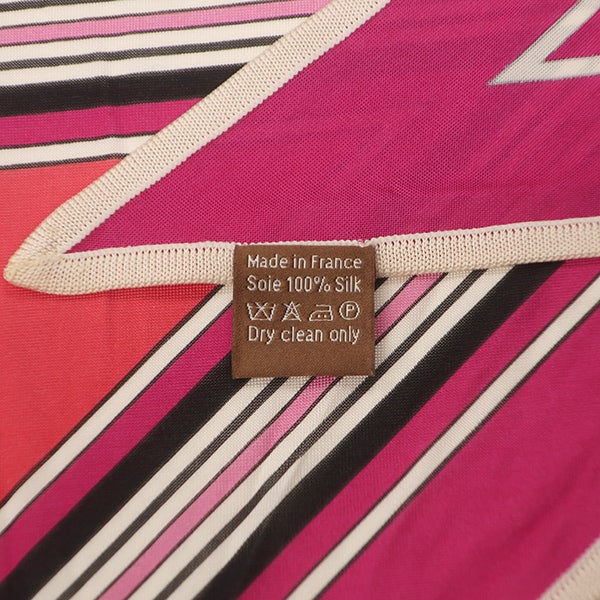 Made in France
Soie 100% Silk
P
Dry clean only